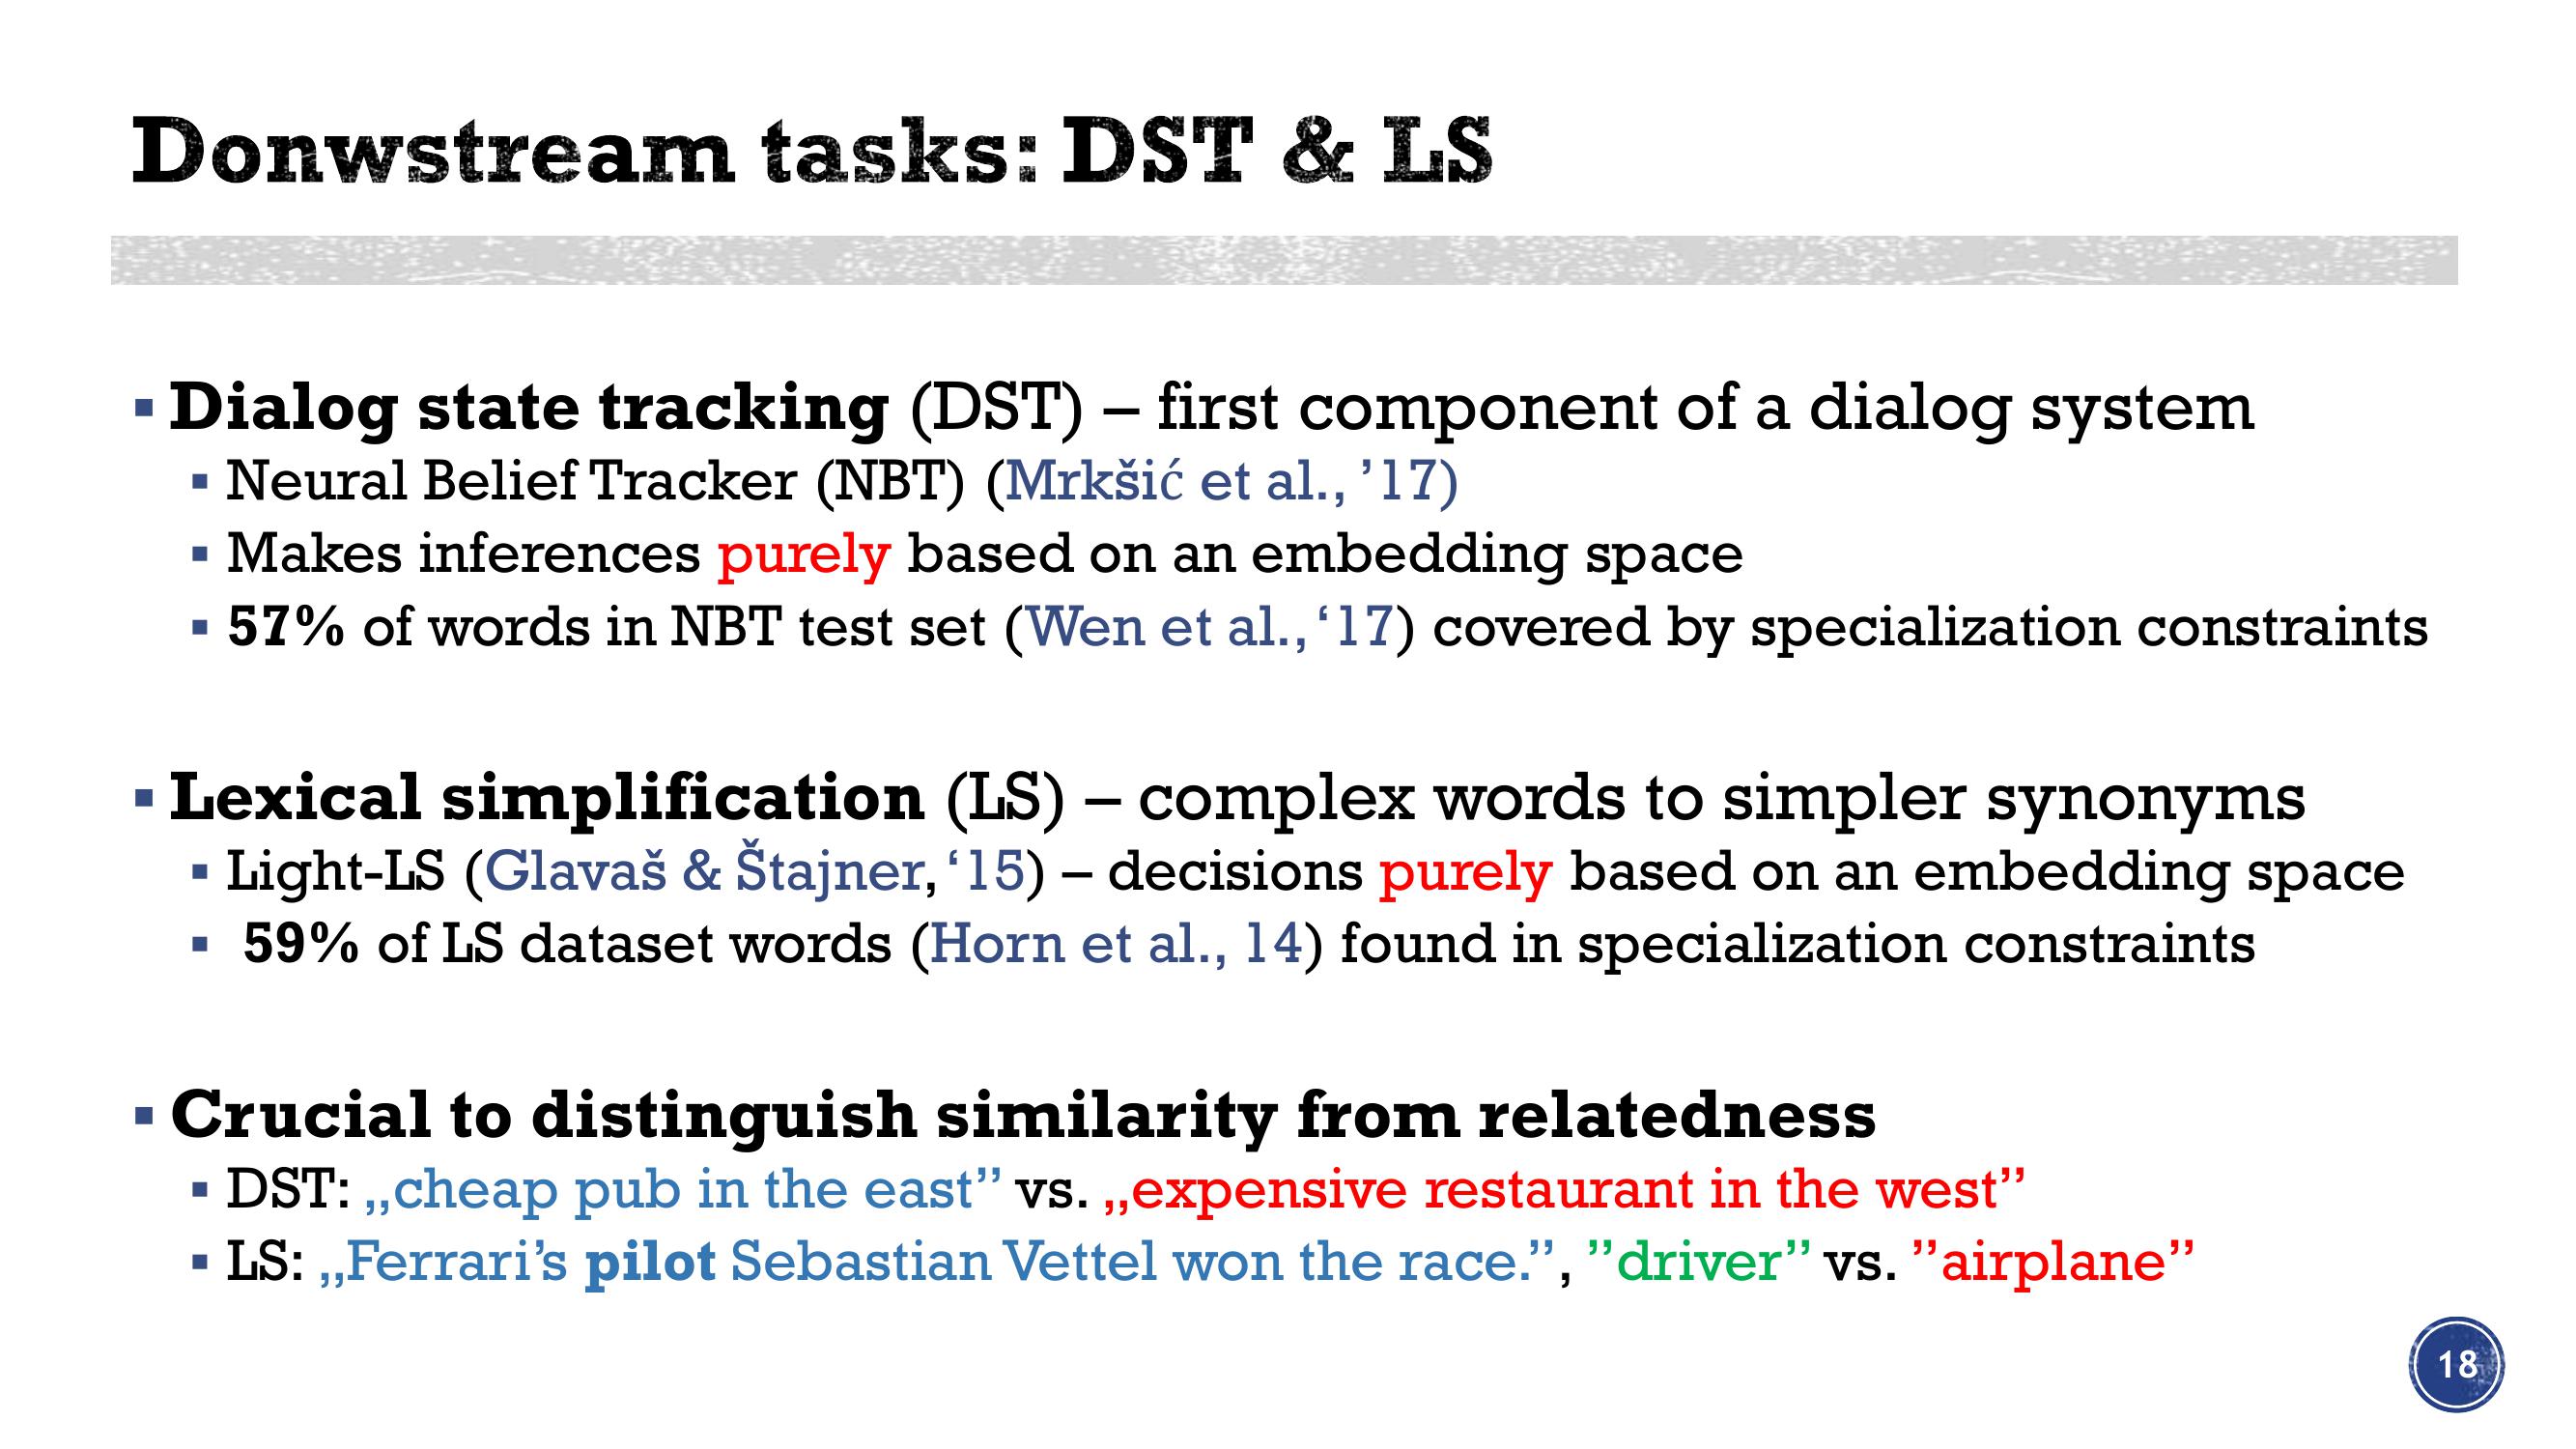 Donwstream tasks: DST & LS
▪ Dialog state tracking (DST) – first component of a dialog system
▪ Neural Belief Tracker (NBT) (Mrkšić et al., ’17)
▪ Makes inferences purely based on an embedding space
▪ 57% of words in NBT test set (Wen et al., ‘17) covered by specialization constraints
▪ Lexical simplification (LS) – complex words to simpler synonyms
▪ Light-LS (Glavaš & Štajner, ‘15) – decisions purely based on an embedding space
▪ 59% of LS dataset words (Horn et al., 14) found in specialization constraints
▪ Crucial to distinguish similarity from relatedness
▪ DST: „cheap pub in the east” vs. „expensive restaurant in the west”
▪ LS: „Ferrari’s pilot Sebastian Vettel won the race.”, ”driver” vs. ”airplane”
18